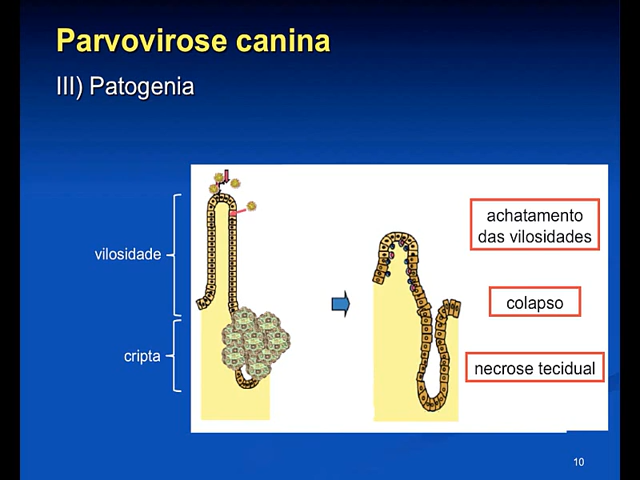 Parvovirose canina
III) Patogenia
vilosidade
cripta
achatamento
das vilosidades
colapso
necrose tecidual
10